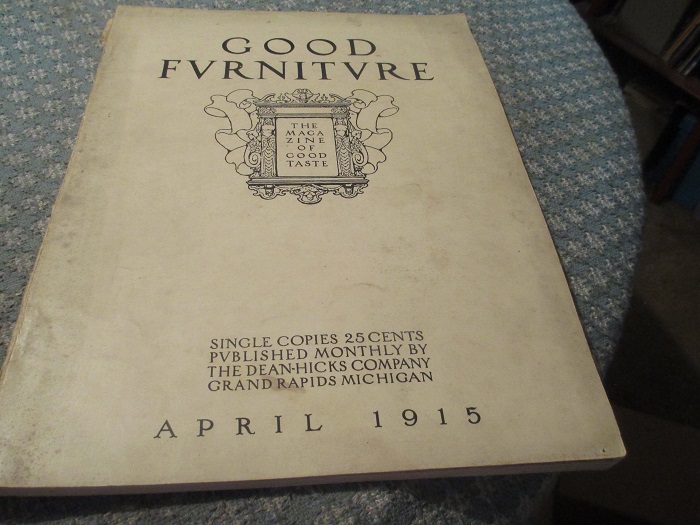 GOOD
FVRNITVRE
THE
MAGA
ZINE
OF
GOOD
TASTE
SINGLE COPIES 25 CENTS
PVBLISHED MONTHLY BY
THE DEAN-HICKS COMPANY
GRAND RAPIDS MICHIGAN
APRIL 1915